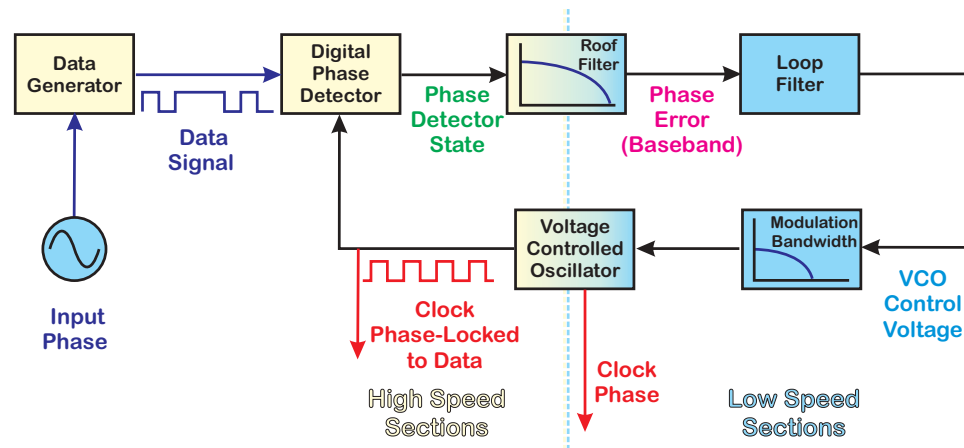 Data
Generator
Digital
Phase
Detector
Roof
Filter
Loop
Filter
Data
Signal
Phase
Detector
State
Phase
Error
(Baseband)
Voltage
Controlled
Oscillator
Modulation
Bandwidth
VCO
Control
Voltage
Input
Phase
Clock
Phase-Locked
to Data
Clock
Phase
High Speed
Sections
Low Speed
Sections